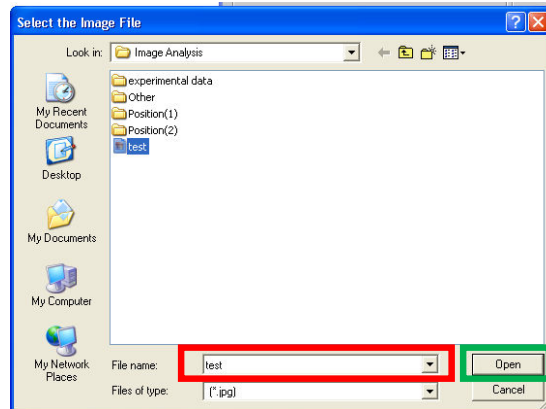 Select the Image File
Look in: Image Analysis
experimental data
Other
Position(1)
Position(2)
test
My Recent
Documents
Desktop
My Documents
My Computer
My Network
Places
File name: test Open
Files of type: (*.jpg) Cancel